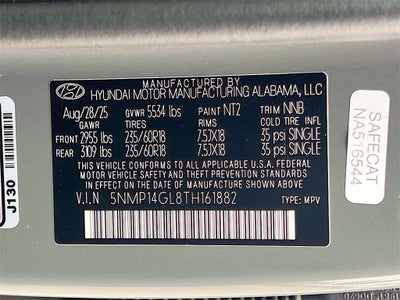 MANUFACTURED BY
HYUNDAI MOTOR MANUFACTURING ALABAMA, LLC
Aug/28/25 GVWR 5534 lbs PAINT NT2 TRIM NNB
GAWR TIRES RIMS COLD TIRE INFL
FRONT 2955 lbs 235/60R18 7.5JX18 35 psi SINGLE
REAR 3109 lbs 235/60R18 7.5JX18 35 psi SINGLE
THIS VEHICLE CONFORMS TO ALL APPLICABLE U.S. FEDERAL
MOTOR VEHICLE SAFETY, BUMPER, AND THEFT PREVENTION
STANDARDS IN EFFECT ON THE DATE OF MANUFACTURE SHOWN ABOVE.
V.I.N 5NMP14GL8TH161882 TYPE: MPV
J130
SAFECAT
NA516544